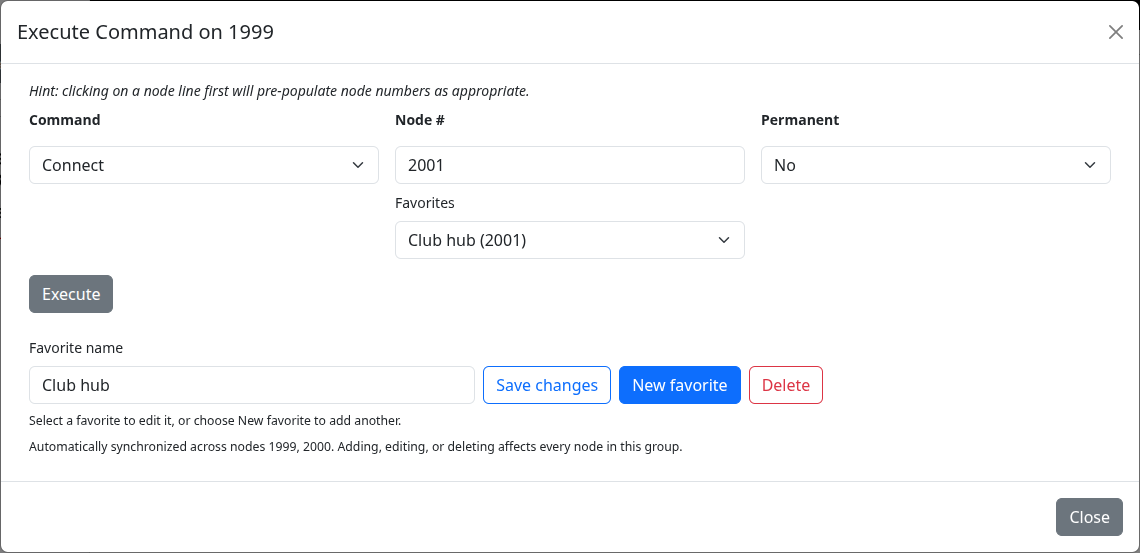 Execute Command on 1999
Hint: clicking on a node line first will pre-populate node numbers as appropriate.
Command
Node #
Permanent
Connect
2001
No
Favorites
Club hub (2001)
Execute
Favorite name
Club hub
Save changes
New favorite
Delete
Select a favorite to edit it, or choose New favorite to add another.
Automatically synchronized across nodes 1999, 2000. Adding, editing, or deleting affects every node in this group.
Close